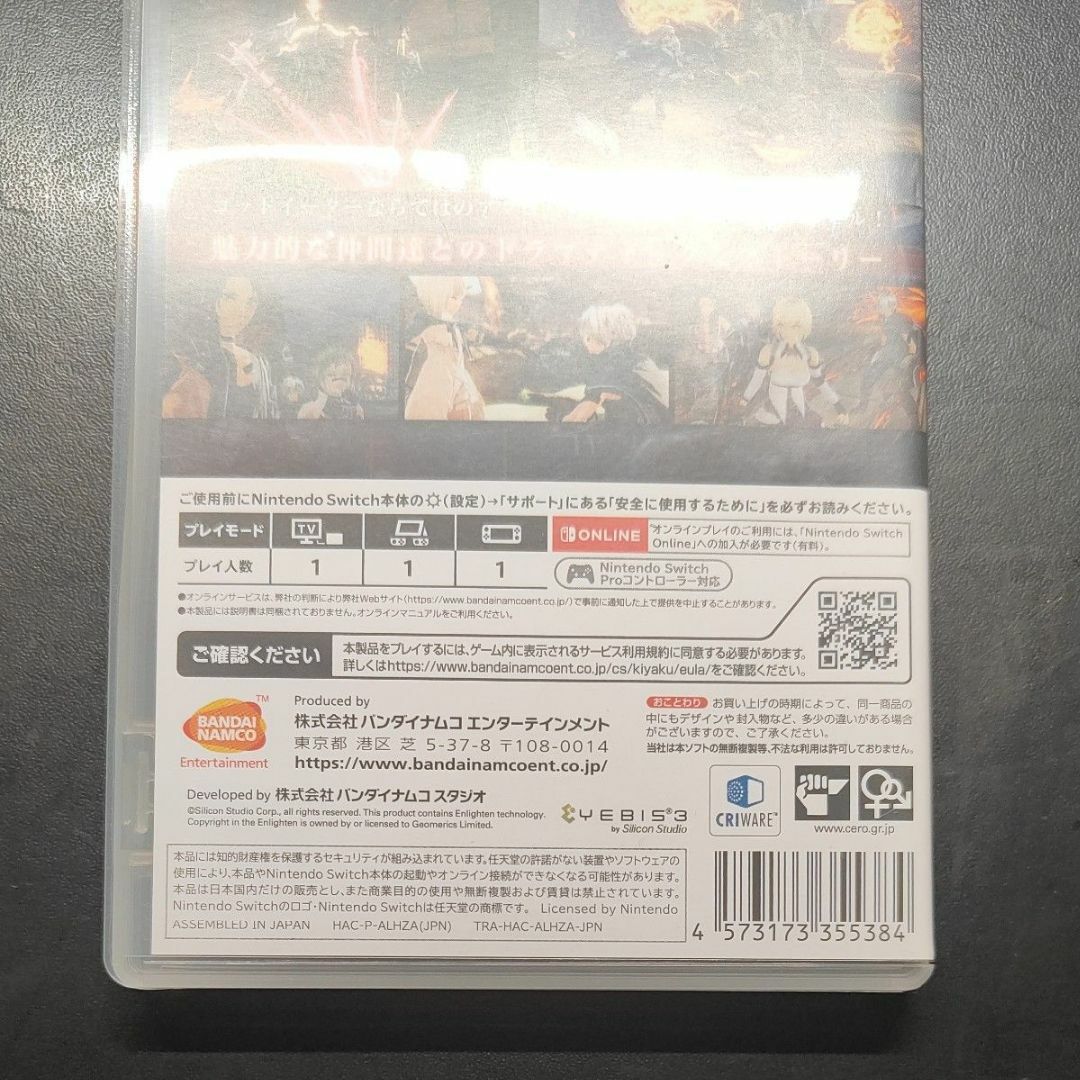 ゴッドイーターならではの
魅力的な仲間達とのドラマティ ーリー
ご使用前にNintendo Switch本体の(設定)→「サポート」にある「安全に使用するために」を必ずお読みください。
プレイモード TV ONLINE *オンラインプレイのご利用には、「Nintendo Switch
Online」への加入が必要です(有料)。
プレイ人数 1 1 1 Nintendo Switch
Proコントローラー対応
●オンラインサービスは、弊社の判断により弊社Webサイト(https://www.bandainamcoent.co.jp/)で事前に通知した上で提供を中止することがあります。
●本製品には説明書は同梱されておりません。オンラインマニュアルをご利用ください。
ご確認ください 本製品をプレイするには、ゲーム内に表示されるサービス利用規約に同意する必要があります。
詳しくはhttps://www.bandainamcoent.co.jp/cs/kiyaku/eula/をご確認ください。
BANDAI
NAMCO
TM
Entertainment
Produced by
株式会社 バンダイナムコ エンターテインメント
東京都 港区 芝 5-37-8 〒108-0014
https://www.bandainamcoent.co.jp/
おことわり お買い上げの時期によって、同一商品の
中にもデザインや封入物など、多少の違いがある場合
がございますので、ご了承ください。
当社は本ソフトの無断複製等、不法な利用は許可しておりません。
Developed by 株式会社 バンダイナムコ スタジオ
©Silicon Studio Corp., all rights reserved. This product contains Enlighten technology.
Copyright in the Enlighten is owned by or licensed to Geomerics Limited.
YEBIS®3
by Silicon Studio
CRIWARE™
www.cero.gr.jp
本品には知的財産権を保護するセキュリティが組み込まれています。任天堂の許諾がない装置やソフトウェアの
使用により、本品やNintendo Switch本体の起動やオンライン接続ができなくなる可能性があります。
本品は日本国内だけの販売とし、また商業目的の使用や無断複製および賃貸は禁止されています。
Nintendo Switchのロゴ・Nintendo Switchは任天堂の商標です。 Licensed by Nintendo
ASSEMBLED IN JAPAN HAC-P-ALHZA(JPN) TRA-HAC-ALHZA-JPN
4 573173 355384